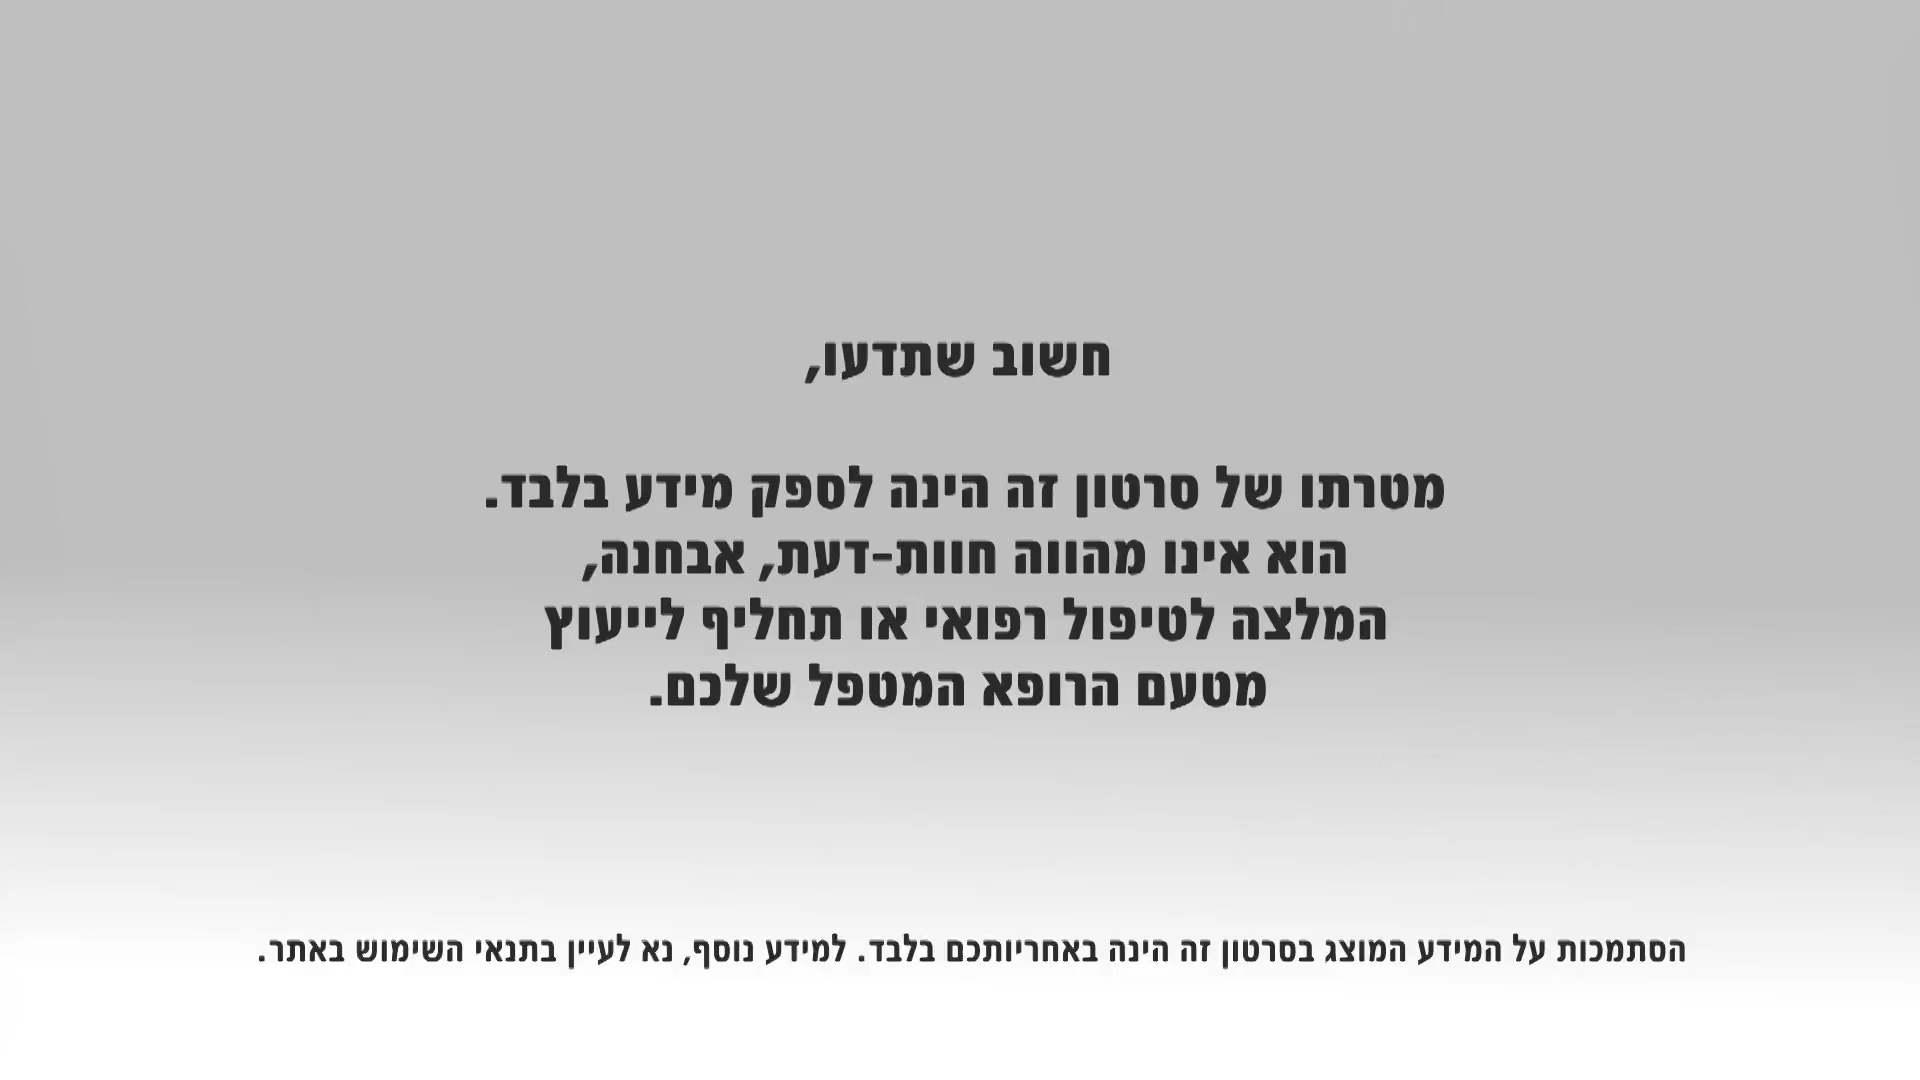 חשוב שתדעו,
מטרתו של סרטון זה הינה לספק מידע בלבד.
הוא אינו מהווה חוות-דעת, אבחנה,
המלצה לטיפול רפואי או תחליף לייעוץ
מטעם הרופא המטפל שלכם.
הסתמכות על המידע המוצג בסרטון זה הינה באחריותכם בלבד. למידע נוסף, נא לעיין בתנאי השימוש באתר.